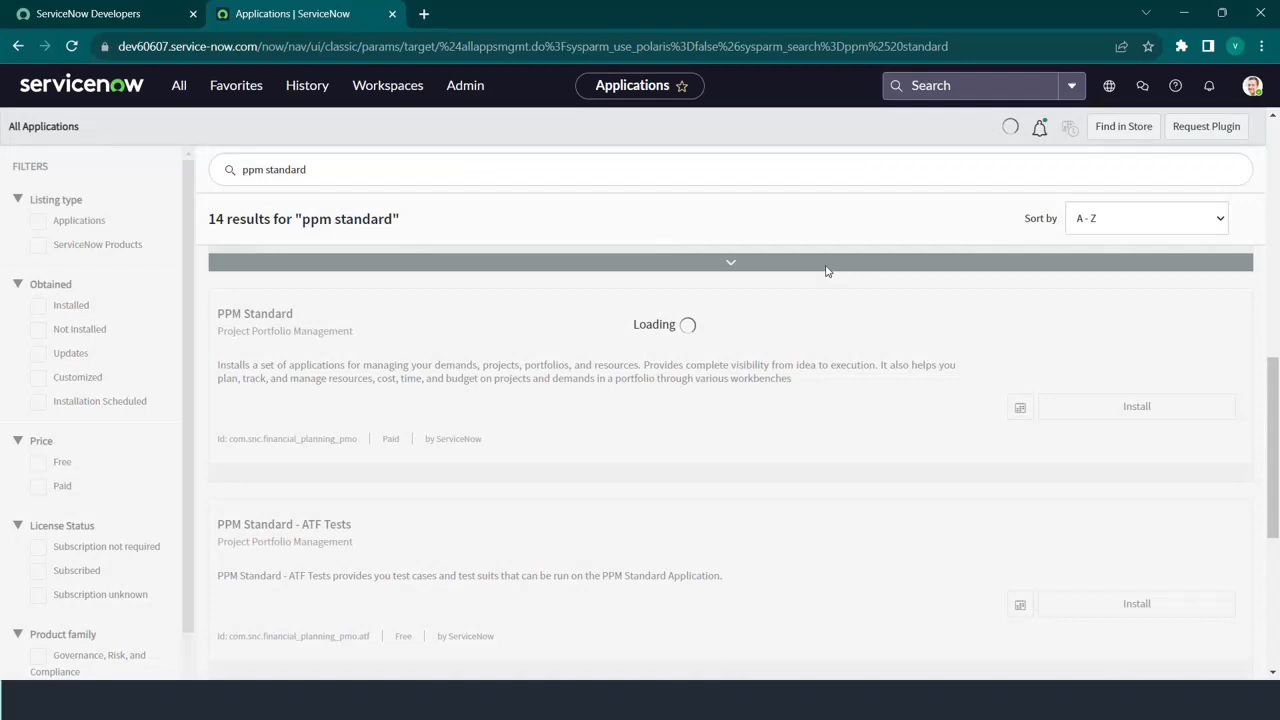 ServiceNow Developers
Applications | ServiceNow
dev60607.service-now.com/now/nav/ui/classic/params/target/%24allappsmgmt.do%3Fsysparm_use_polaris%3Dfalse%26sysparm_search%3Dppm%2520standard
V
servicenow
All
Favorites
History
Workspaces
Admin
Applications
Search
All Applications
Find in Store
Request Plugin
FILTERS
Listing type
Applications
ServiceNow Products
Obtained
Installed
Not Installed
Updates
Customized
Installation Scheduled
Price
Free
Paid
License Status
Subscription not required
Subscribed
Subscription unknown
Product family
Governance, Risk, and
Compliance
ppm standard
14 results for "ppm standard"
Sort by
A - Z
Loading
PPM Standard
Project Portfolio Management
Installs a set of applications for managing your demands, projects, portfolios, and resources. Provides complete visibility from idea to execution. It also helps you
plan, track, and manage resources, cost, time, and budget on projects and demands in a portfolio through various workbenches
Install
Id: com.snc.financial_planning_pmo
Paid
by ServiceNow
PPM Standard - ATF Tests
Project Portfolio Management
PPM Standard - ATF Tests provides you test cases and test suits that can be run on the PPM Standard Application.
Install
Id: com.snc.financial_planning_pmo.atf
Free
by ServiceNow